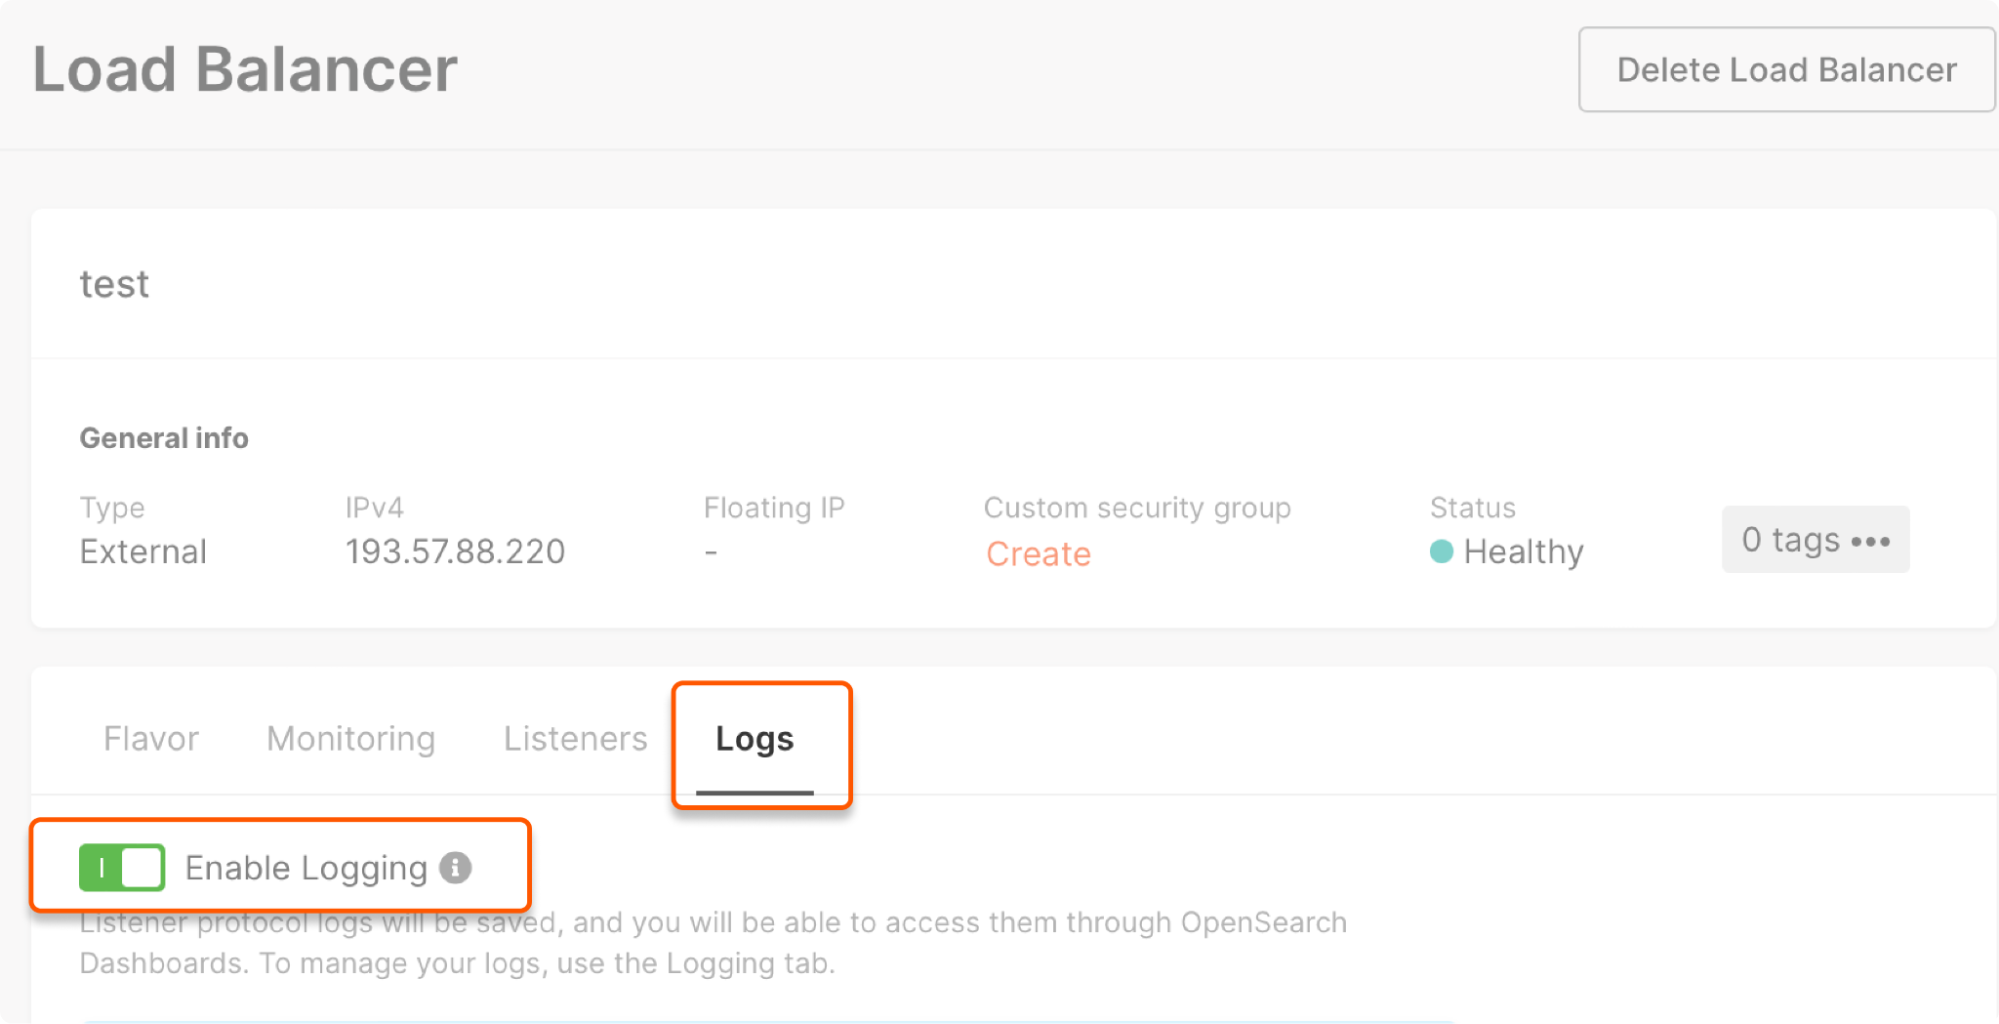 Load Balancer
Delete Load Balancer
test
General info
Type IPv4 Floating IP Custom security group Status
External 193.57.88.220 - Create Healthy 0 tags •••
Flavor Monitoring Listeners Logs
Enable Logging
Listener protocol logs will be saved, and you will be able to access them through OpenSearch
Dashboards. To manage your logs, use the Logging tab.